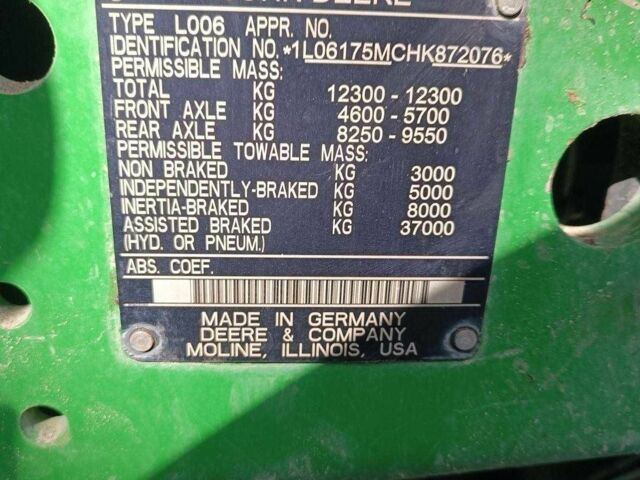 JOHN DEERE
TYPE L006 APPR. NO.
IDENTIFICATION NO. *1L06175MCHK872076*
PERMISSIBLE MASS:
TOTAL KG 12300 - 12300
FRONT AXLE KG 4600 - 5700
REAR AXLE KG 8250 - 9550
PERMISSIBLE TOWABLE MASS:
NON BRAKED KG 3000
INDEPENDENTLY-BRAKED KG 5000
INERTIA-BRAKED KG 8000
ASSISTED BRAKED KG 37000
(HYD. OR PNEUM.)
ABS. COEF.
MADE IN GERMANY
DEERE & COMPANY
MOLINE, ILLINOIS, USA